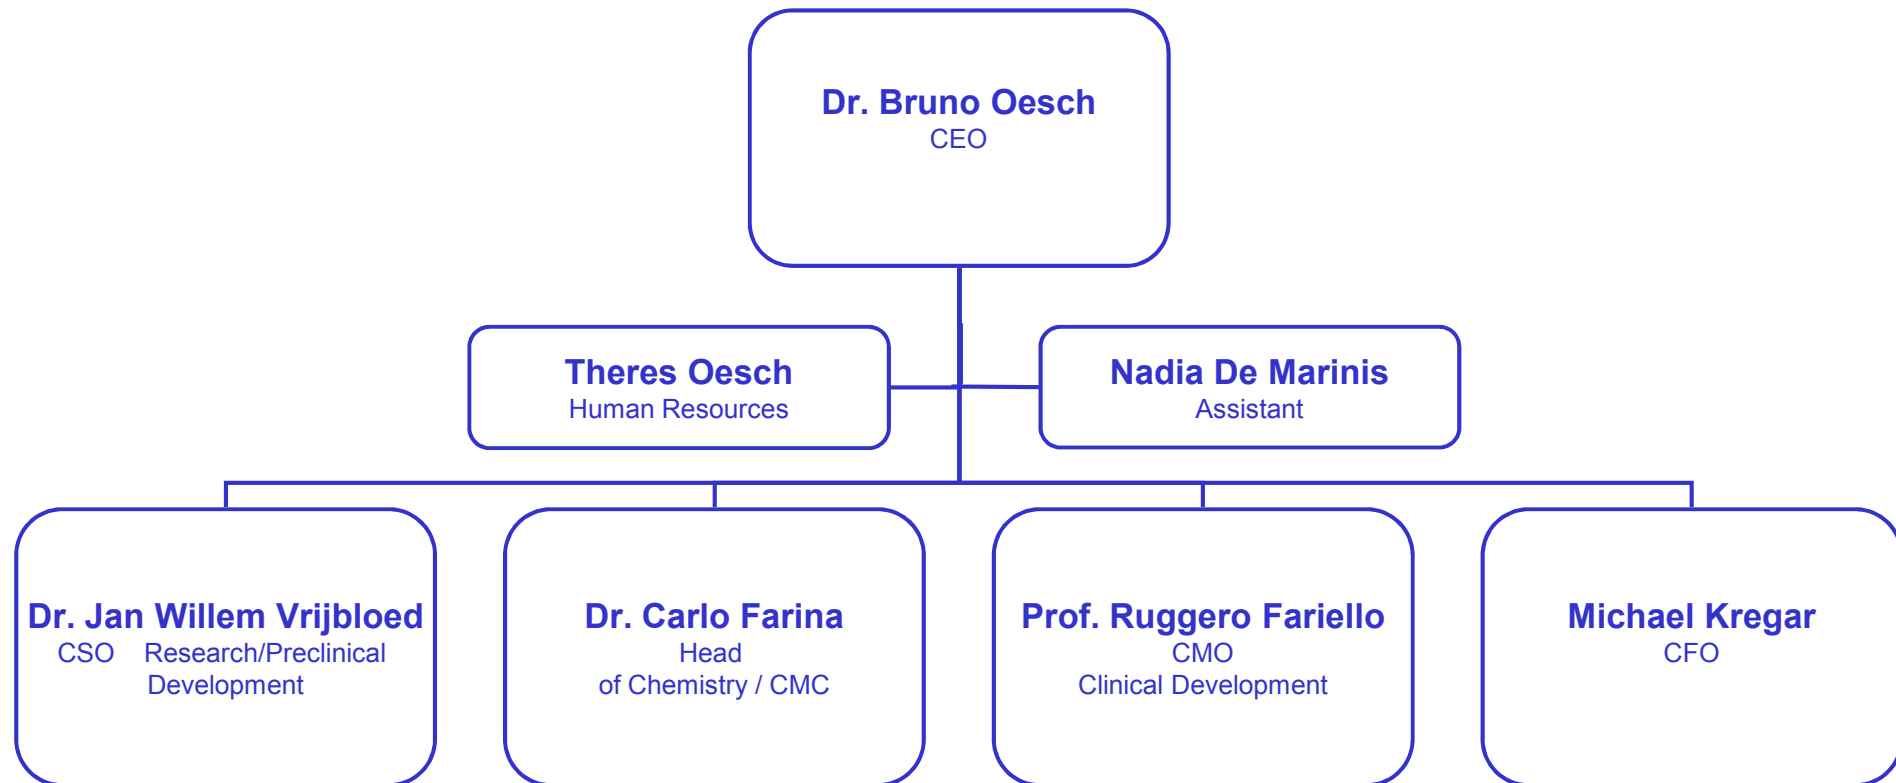 Dr. Bruno Oesch
CEO
Theres Oesch
Human Resources
Nadia De Marinis
Assistant
Dr. Jan Willem Vrijbloed
CSO Research/Preclinical
Development
Dr. Carlo Farina
Head
of Chemistry / CMC
Prof. Ruggero Fariello
CMO
Clinical Development
Michael Kregar
CFO